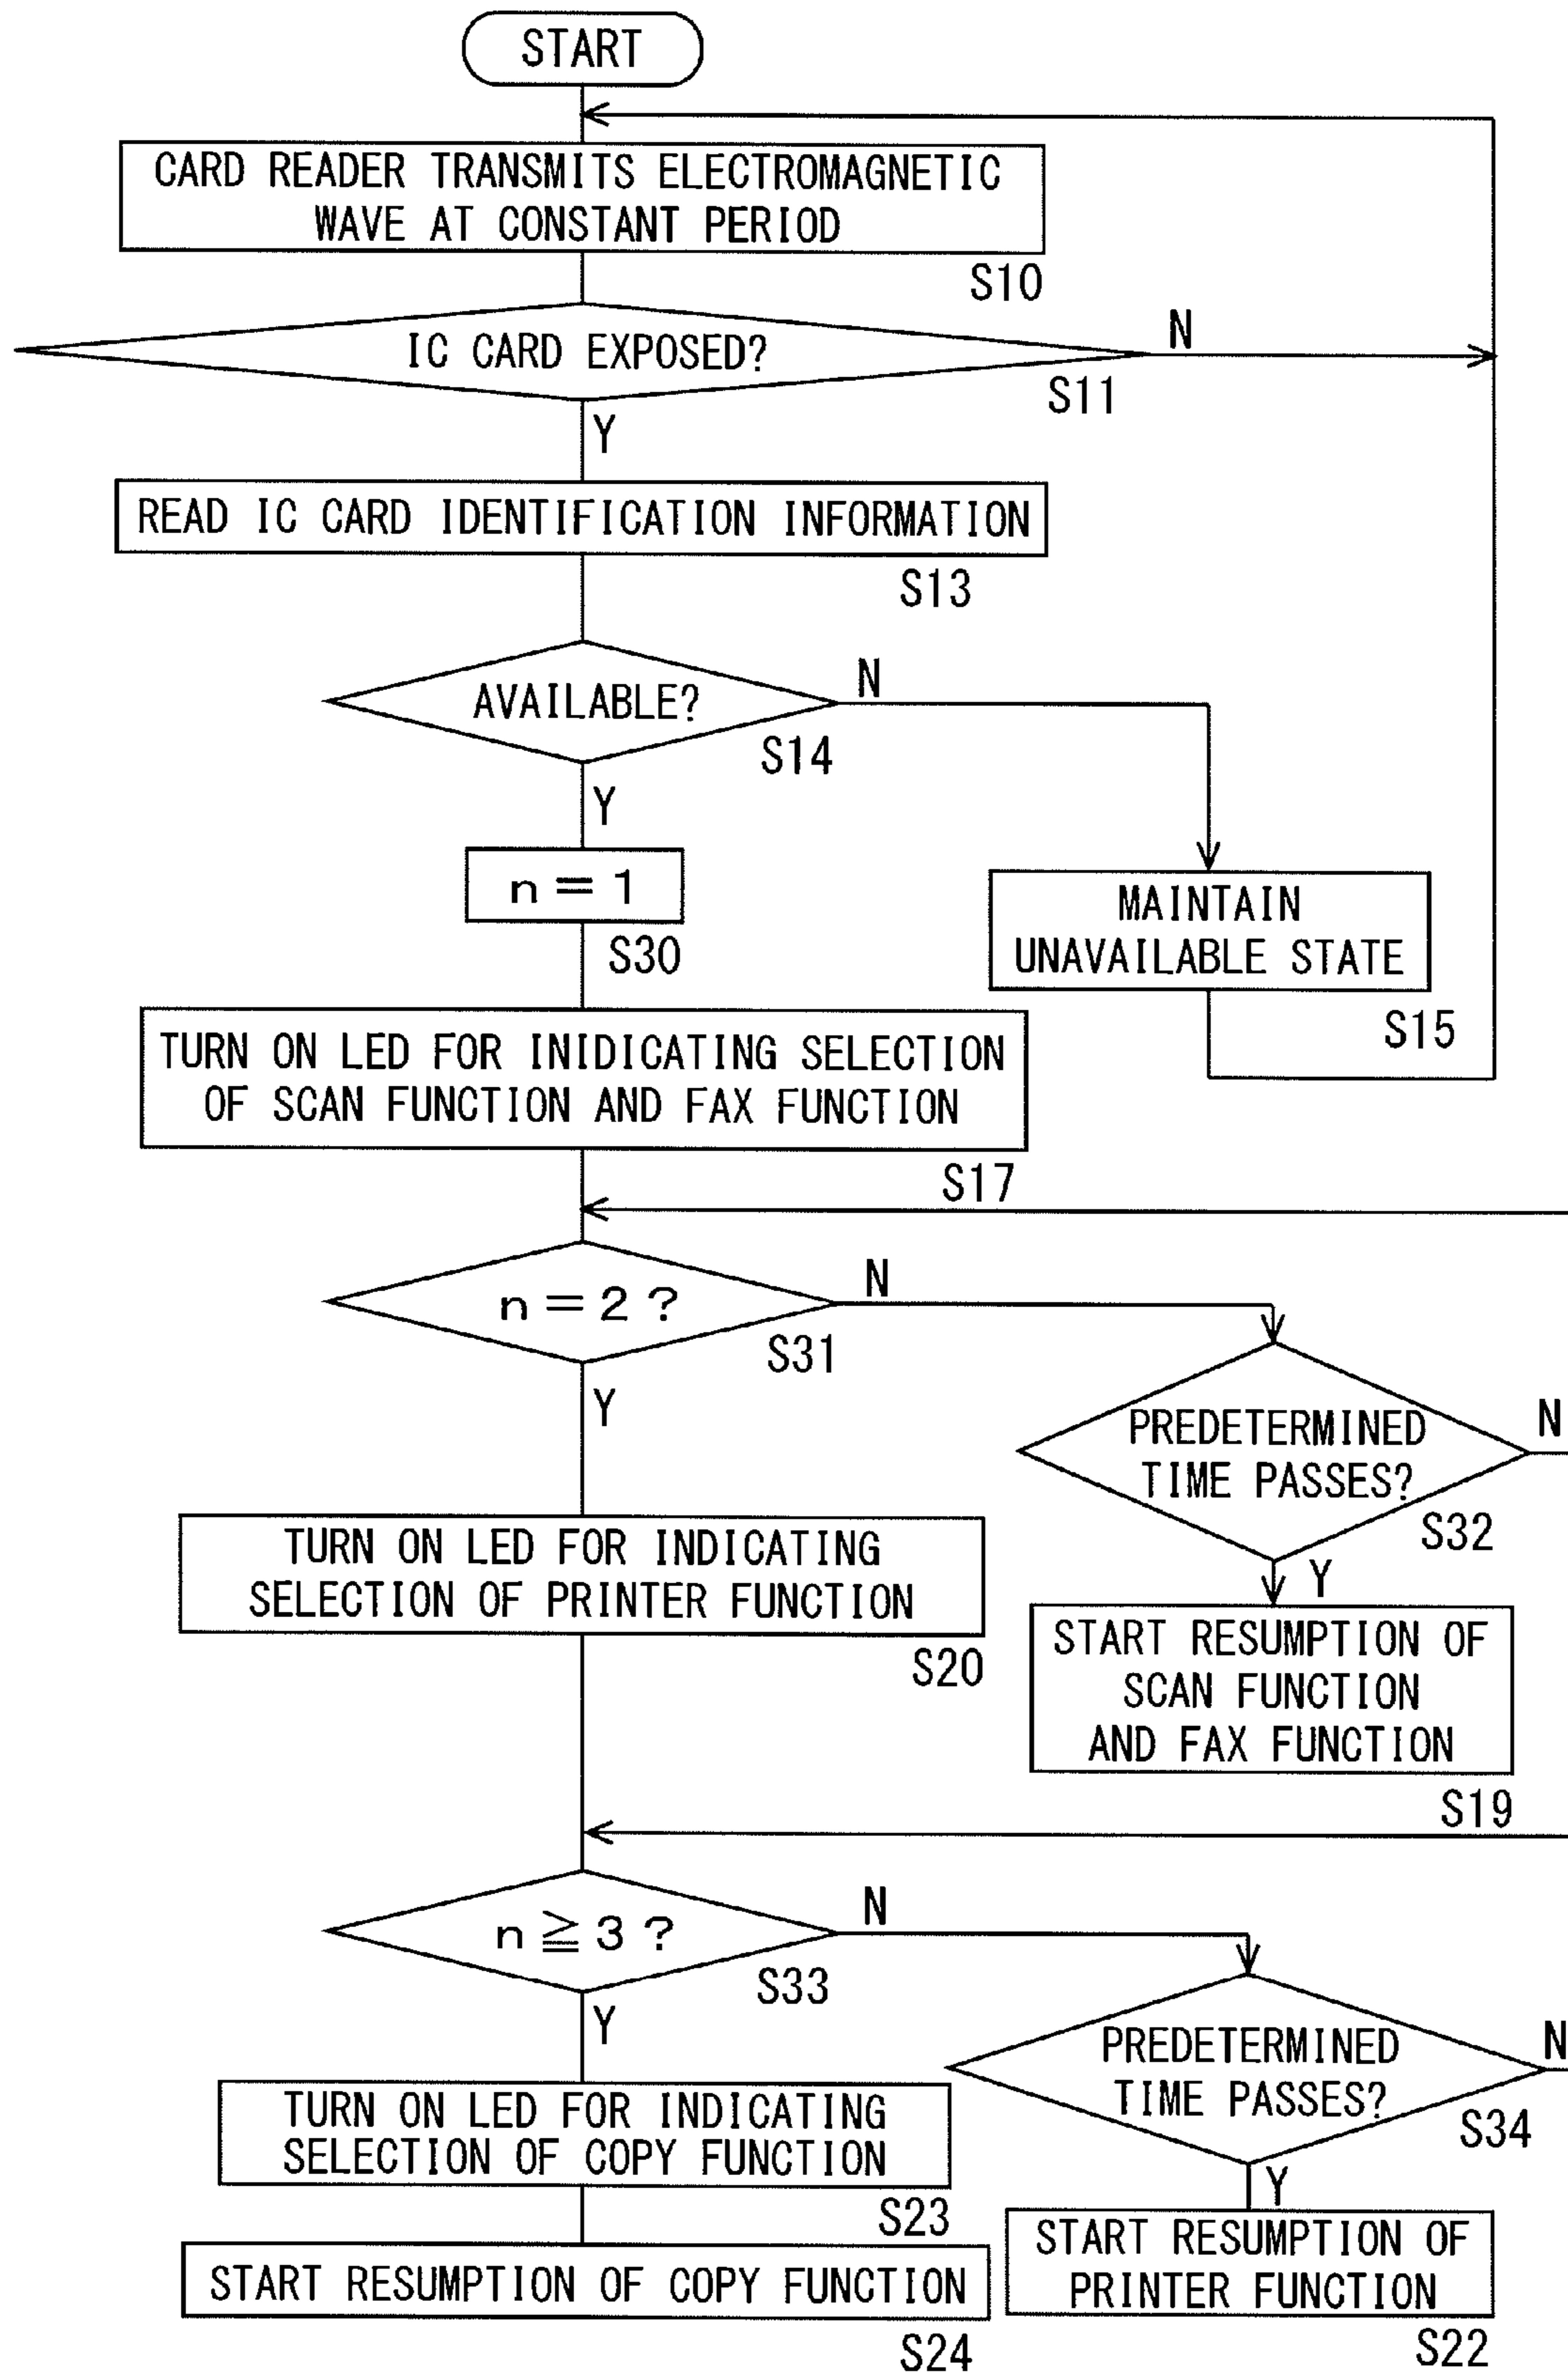 START
CARD READER TRANSMITS ELECTROMAGNETIC
WAVE AT CONSTANT PERIOD
S10
IC CARD EXPOSED?
N
S11
Y
READ IC CARD IDENTIFICATION INFORMATION
S13
AVAILABLE?
N
S14
Y
n=1
S30
MAINTAIN
UNAVAILABLE STATE
S15
TURN ON LED FOR INIDICATING SELECTION
OF SCAN FUNCTION AND FAX FUNCTION
S17
n=2?
N
S31
Y
PREDETERMINED
TIME PASSES?
N
S32
Y
TURN ON LED FOR INDICATING
SELECTION OF PRINTER FUNCTION
S20
START RESUMPTION OF
SCAN FUNCTION
AND FAX FUNCTION
S19
n≧3?
N
S33
Y
PREDETERMINED
TIME PASSES?
N
S34
Y
TURN ON LED FOR INDICATING
SELECTION OF COPY FUNCTION
S23
START RESUMPTION OF
PRINTER FUNCTION
S22
START RESUMPTION OF COPY FUNCTION
S24